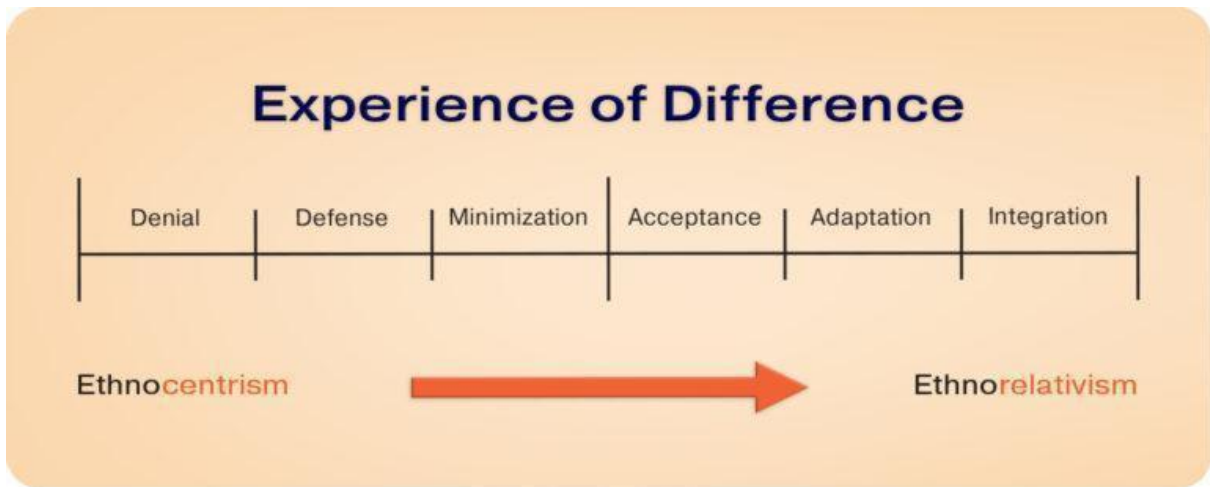 Experience of Difference
Denial Defense Minimization Acceptance Adaptation Integration
Ethnocentrism Ethnorelativism